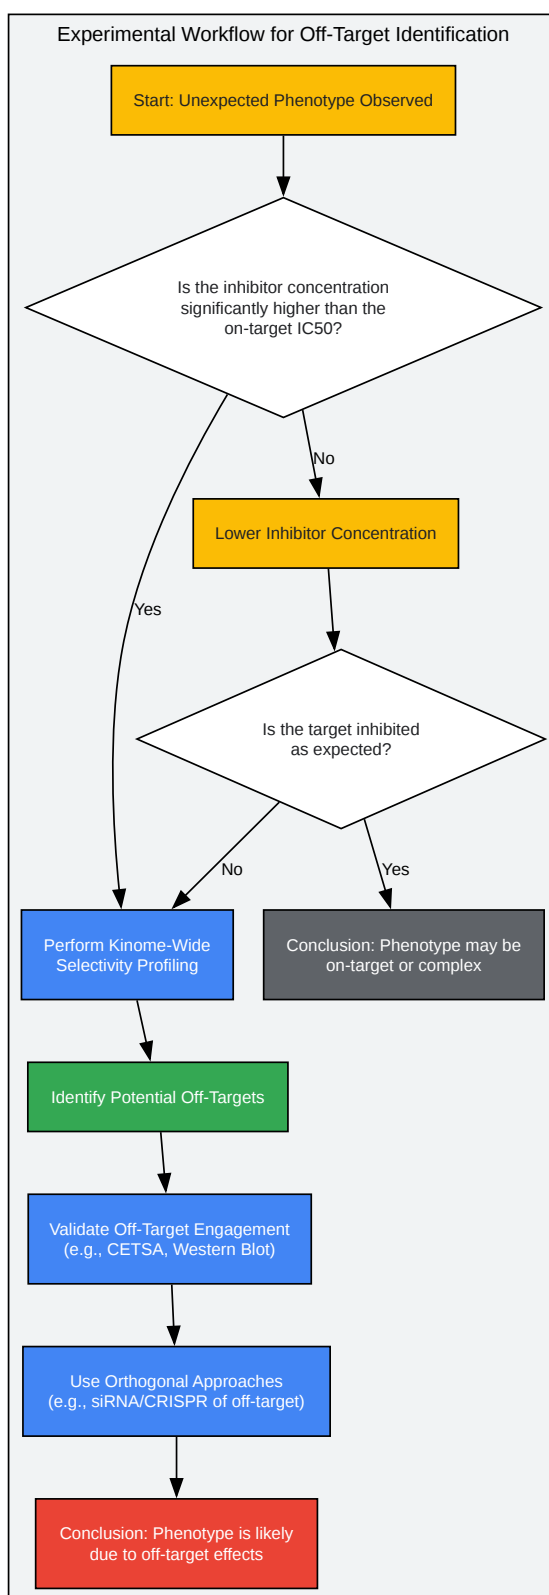 Experimental Workflow for Off-Target Identification
Start: Unexpected Phenotype Observed
Is the inhibitor concentration
significantly higher than the
on-target IC50?
No
Lower Inhibitor Concentration
Yes
Is the target inhibited
as expected?
No
Yes
Perform Kinome-Wide
Selectivity Profiling
Conclusion: Phenotype may be
on-target or complex
Identify Potential Off-Targets
Validate Off-Target Engagement
(e.g., CETSA, Western Blot)
Use Orthogonal Approaches
(e.g., siRNA/CRISPR of off-target)
Conclusion: Phenotype is likely
due to off-target effects